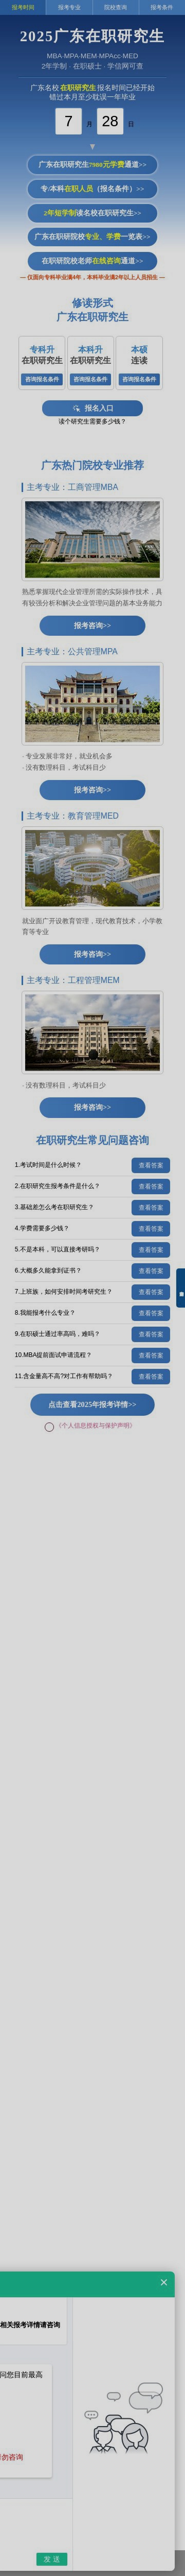 报考时间 报考专业 院校查询 报考条件
2025广东在职研究生
MBA-MPA-MEM-MPAcc-MED
2年学制 · 在职硕士 · 学信网可查
广东名校 在职研究生 报名时间已经开始
错过本月至少耽误一年毕业
7 月 28 日
广东在职研究生7980元学费通道>>
专/本科在职人员（报名条件）>>
2年短学制读名校在职研究生>>
广东在职研院校专业、学费一览表>>
在职研院校老师在线咨询通道>>
— 仅面向专科毕业满4年，本科毕业满2年以上人员招生 —
修读形式
广东在职研究生
专科升 本科升 本硕
在职研究生 在职研究生 连读
咨询报名条件 咨询报名条件 咨询报名条件
报名入口
读个研究生需要多少钱？
广东热门院校专业推荐
主考专业：工商管理MBA
熟悉掌握现代企业管理所需的实际操作技术，具
有较强分析和解决企业管理问题的基本业务能力
报考咨询>>
主考专业：公共管理MPA
· 专业发展非常好，就业机会多
· 没有数理科目，考试科目少
报考咨询>>
主考专业：教育管理MED
就业面广开设教育管理，现代教育技术，小学教
育等专业
报考咨询>>
主考专业：工程管理MEM
· 没有数理科目，考试科目少
报考咨询>>
在职研究生常见问题咨询
1.考试时间是什么时候？ 查看答案
2.在职研究生报考条件是什么？ 查看答案
3.基础差怎么考在职研究生？ 查看答案
4.学费需要多少钱？ 查看答案
5.不是本科，可以直接考研吗？ 查看答案
6.大概多久能拿到证书？ 查看答案
7.上班族，如何安排时间考研究生？ 查看答案
8.我能报考什么专业？ 查看答案
9.在职硕士通过率高吗，难吗？ 查看答案
10.MBA提前面试申请流程？ 查看答案
11.含金量高不高?对工作有帮助吗？ 查看答案
点击查看2025年报考详情>>
《个人信息授权与保护声明》
相关报考详情请咨询
问您目前最高
勿咨询
发 送